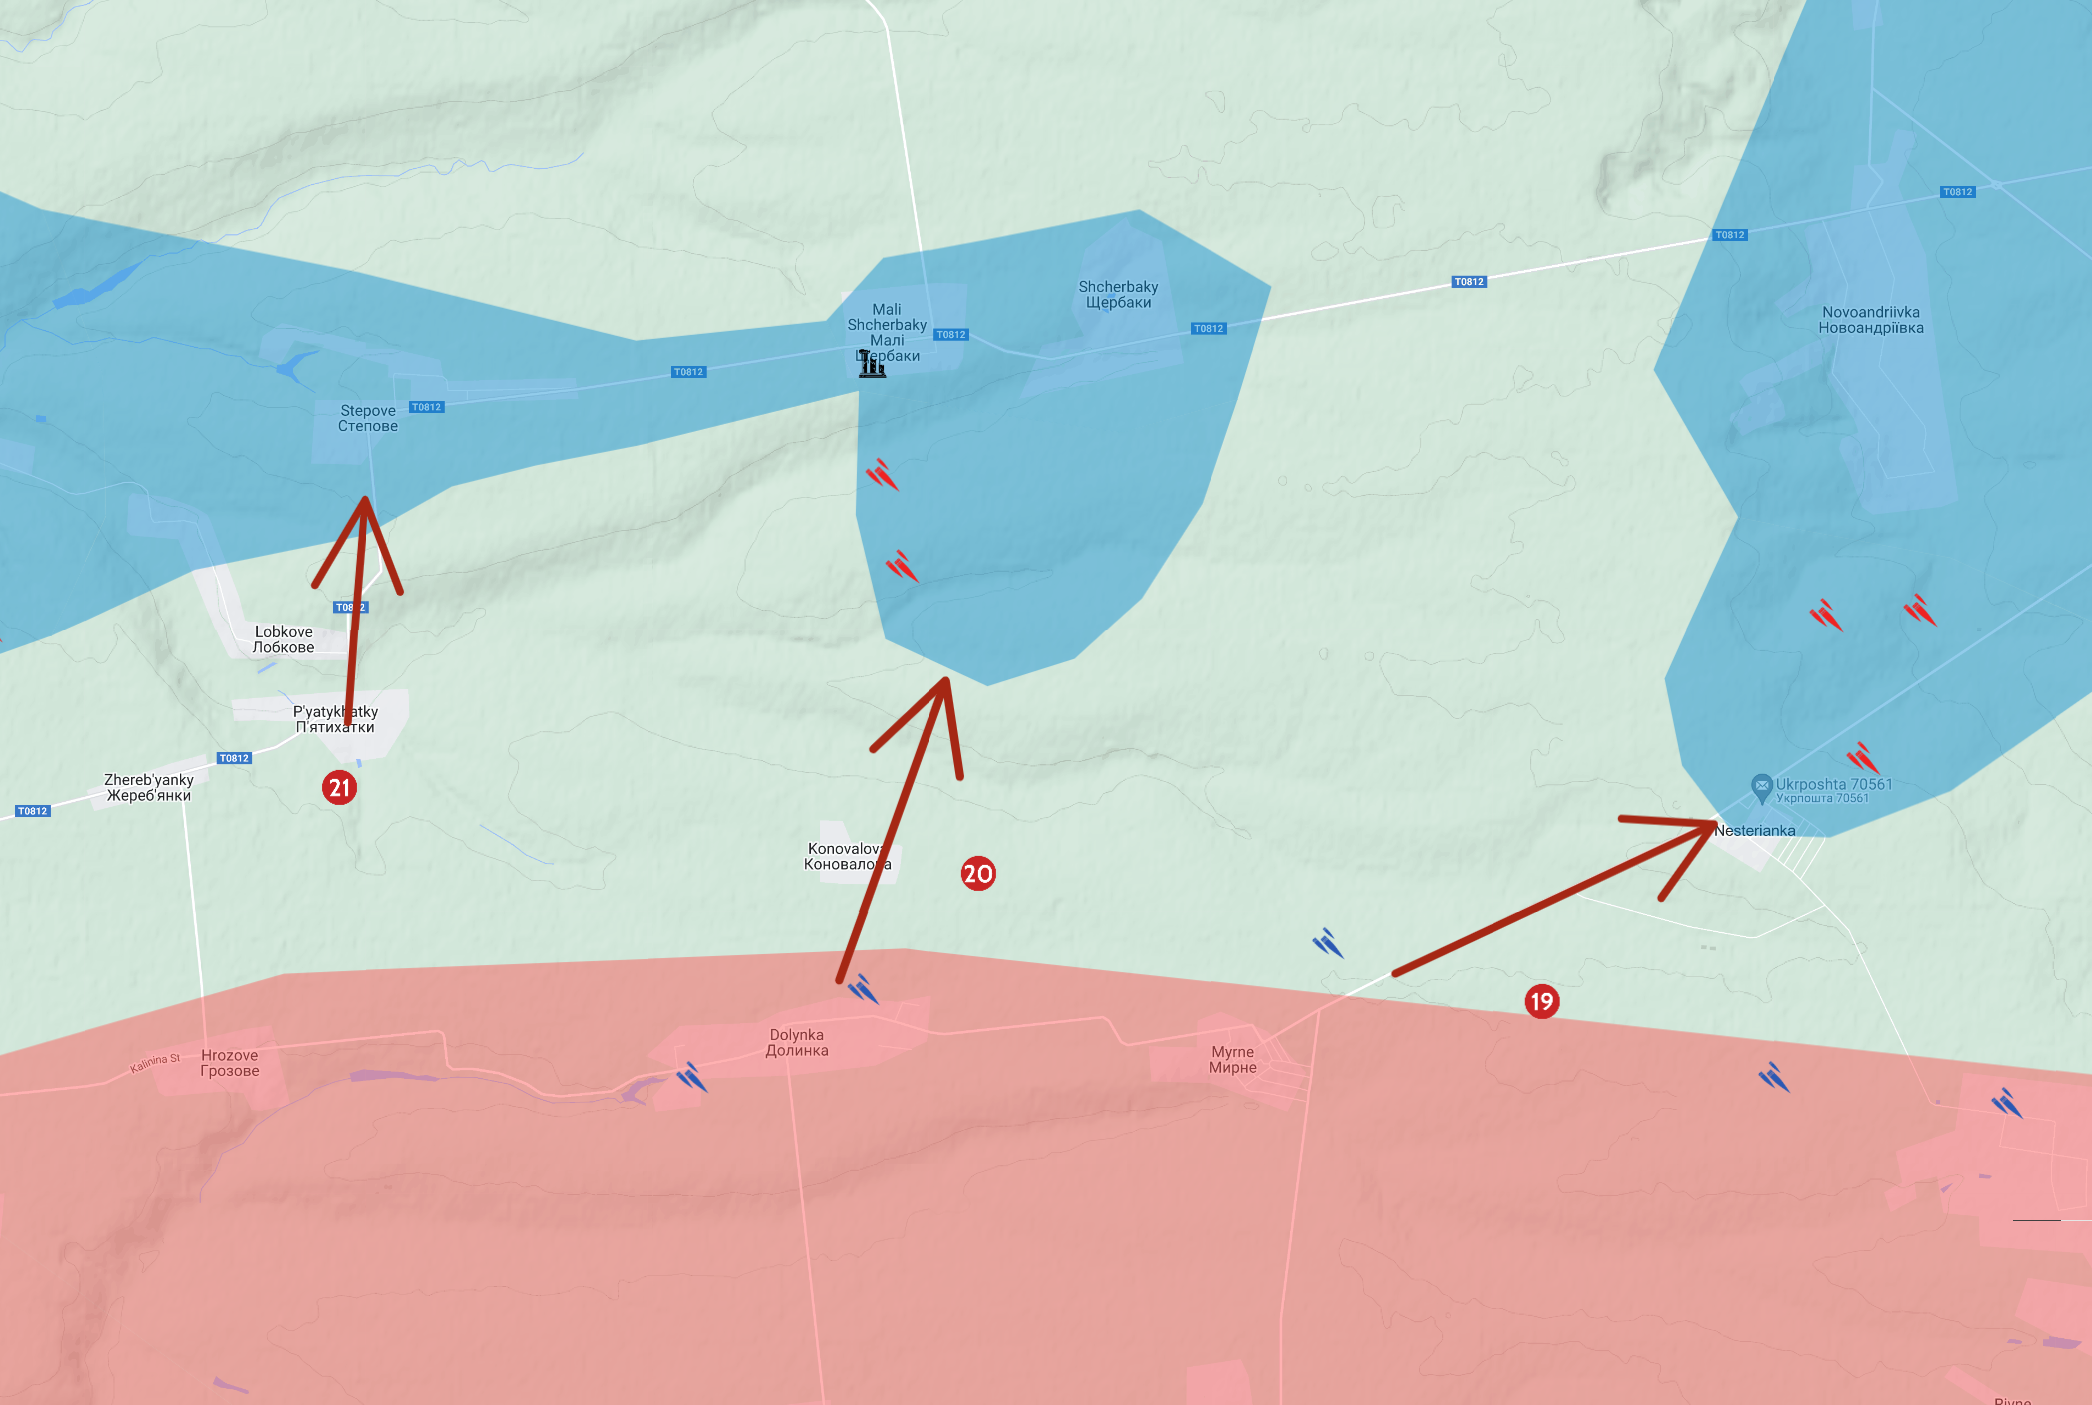 T0812
T0812
Shcherbaky
Щербаки
T0812
Mali
Shcherbaky
Малі
Щербаки
T0812
T0812
Novoandriivka
Новоандріївка
T0812
T0812
Stepove
Степове
T0812
T0812
Lobkove
Лобкове
P'yatykhatky
П'ятихатки
T0812
Zhereb'yanky
Жереб'янки
21
T0812
Ukrposhta 70561
Укрпошта 70561
Nesterianka
Konovalova
Коновалова
20
19
Dolynka
Долинка
Hrozove
Грозове
Kalinina St
Myrne
Мирне